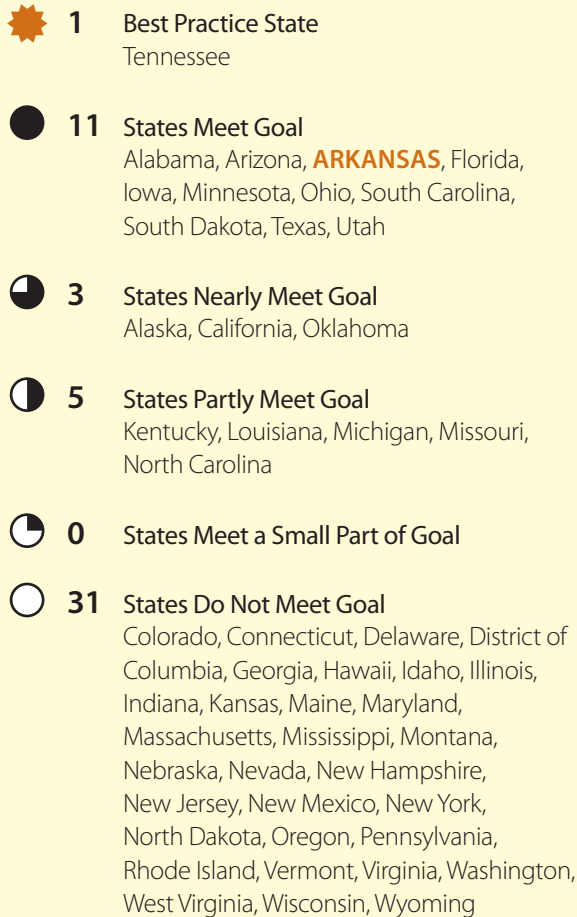 1 Best Practice State
Tennessee
11 States Meet Goal
Alabama, Arizona, ARKANSAS, Florida,
Iowa, Minnesota, Ohio, South Carolina,
South Dakota, Texas, Utah
3 States Nearly Meet Goal
Alaska, California, Oklahoma
5 States Partly Meet Goal
Kentucky, Louisiana, Michigan, Missouri,
North Carolina
0 States Meet a Small Part of Goal
31 States Do Not Meet Goal
Colorado, Connecticut, Delaware, District of
Columbia, Georgia, Hawaii, Idaho, Illinois,
Indiana, Kansas, Maine, Maryland,
Massachusetts, Mississippi, Montana,
Nebraska, Nevada, New Hampshire,
New Jersey, New Mexico, New York,
North Dakota, Oregon, Pennsylvania,
Rhode Island, Vermont, Virginia, Washington,
West Virginia, Wisconsin, Wyoming